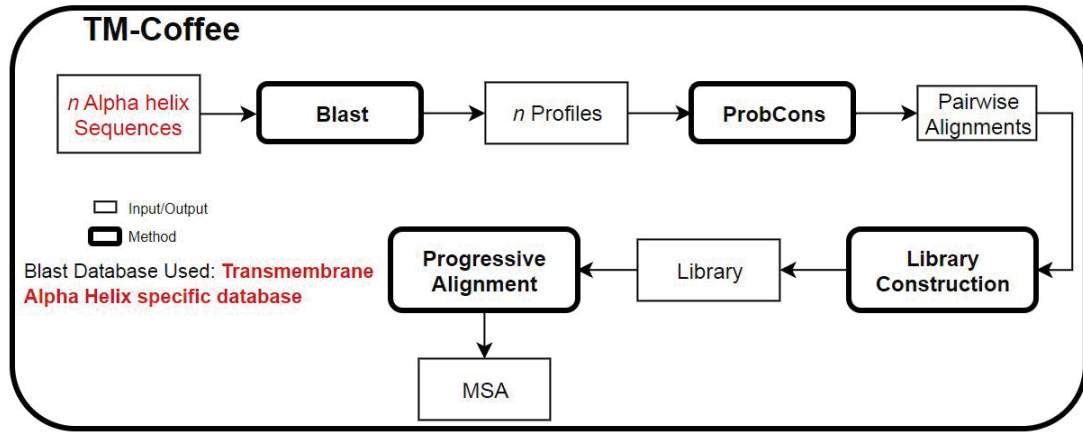 TM-Coffee
n Alpha helix
Sequences
Blast
n Profiles
ProbCons
Pairwise
Alignments
Input/Output
Method
Blast Database Used: Transmembrane
Alpha Helix specific database
Progressive
Alignment
Library
Library
Construction
MSA